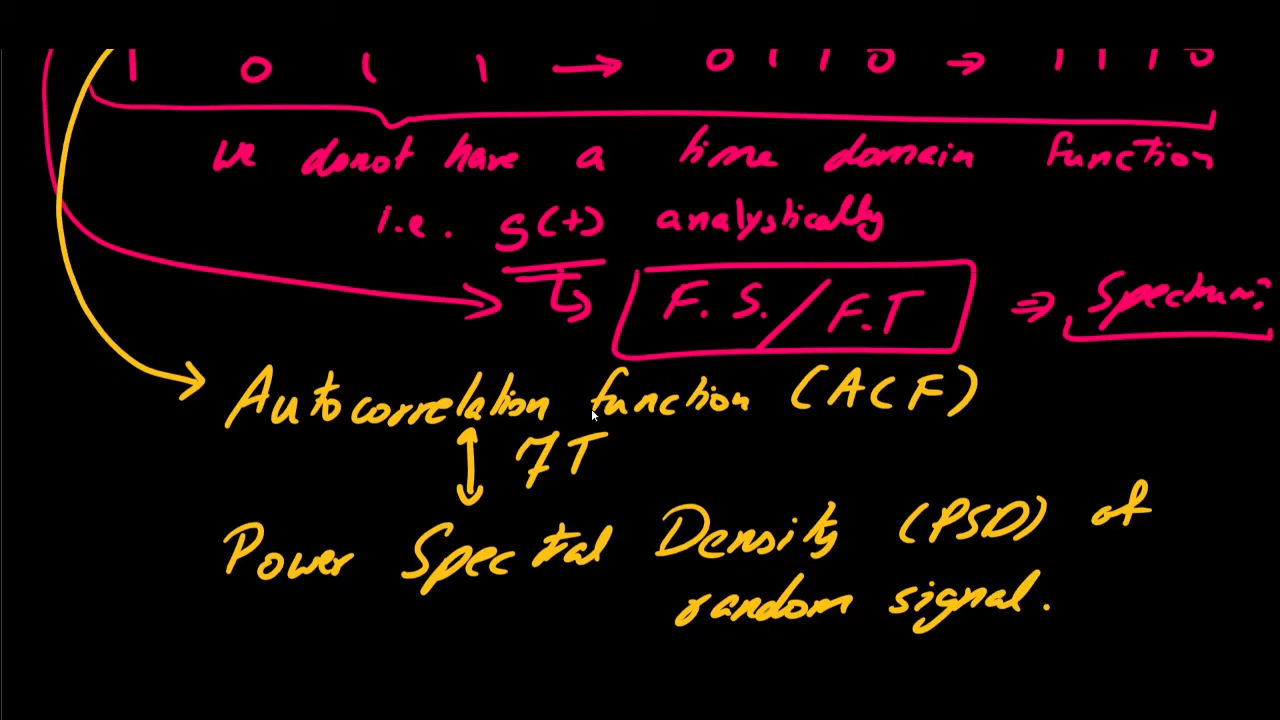 1 0 1 1 → 0 1 1 0 → 1 1 1 0
we donot have a time domain function
i.e. s(t) analystically
F. S. / F.T ⇒ Spectrum?
Autocorrelation function (ACF)
↕ FT
Power Spectral Density (PSD) of
random signal.